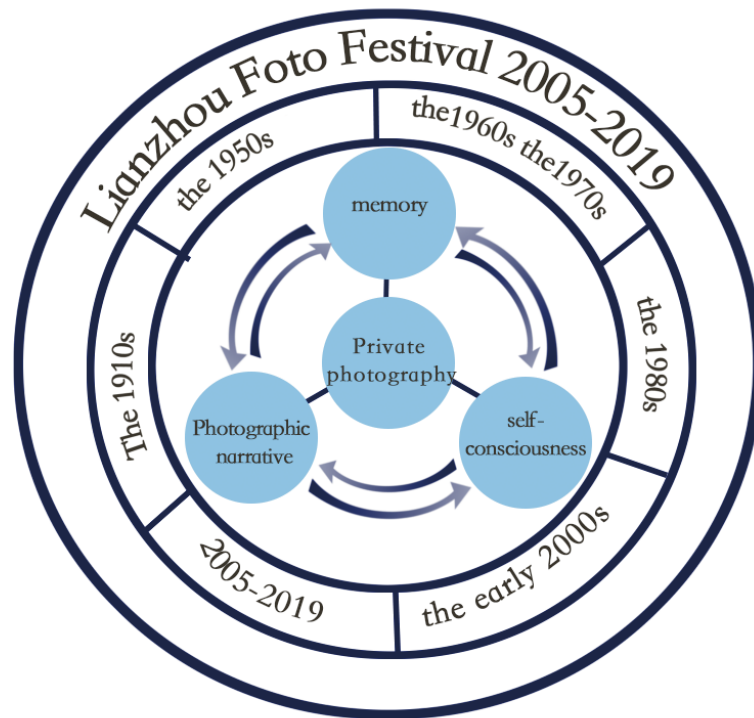 Lianzhou Foto Festival 2005-2019
The 1910s
the 1950s
the1960s the1970s
the 1980s
the early 2000s
2005-2019
memory
Private
photography
Photographic
narrative
self-
consciousness